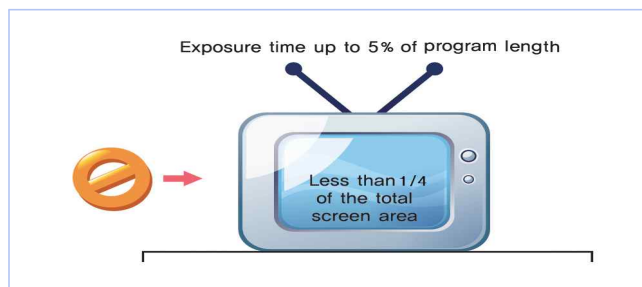 Exposure time up to 5% of program length
Less than 1/4
of the total
screen area